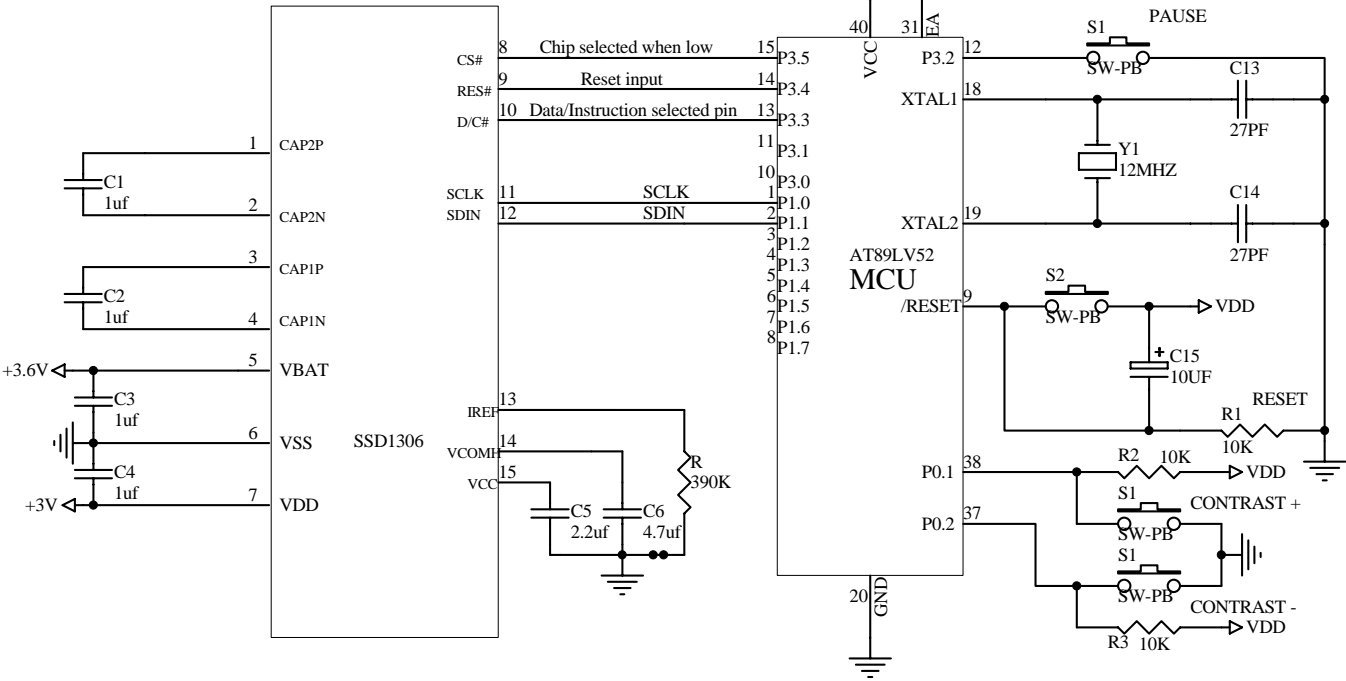 PAUSE
40
31
EA
S1
8
Chip selected when low
15
P3.5
VCC
P3.2
12
SW-PB
C13
CS#
9
Reset input
14
P3.4
RES#
XTAL1
18
10
Data/Instruction selected pin
13
P3.3
D/C#
27PF
1
CAP2P
11
P3.1
Y1
12MHZ
C1
1uf
10
P3.0
SCLK
11
SCLK
1
P1.0
C14
2
CAP2N
SDIN
12
SDIN
2
P1.1
XTAL2
19
3
P1.2
27PF
3
CAP1P
4
P1.3
AT89LV52
MCU
5
P1.4
S2
C2
1uf
6
P1.5
/RESET
9
SW-PB
VDD
4
CAP1N
7
P1.6
8
P1.7
+3.6V
5
VBAT
+
C15
10UF
C3
1uf
13
IREF
RESET
R1
10K
6
VSS
SSD1306
14
VCOMH
R
390K
C4
1uf
15
VCC
P0.1
38
R2
10K
VDD
+3V
7
VDD
S1
CONTRAST +
SW-PB
C5
2.2uf
C6
4.7uf
P0.2
37
S1
SW-PB
CONTRAST -
20
GND
VDD
R3
10K